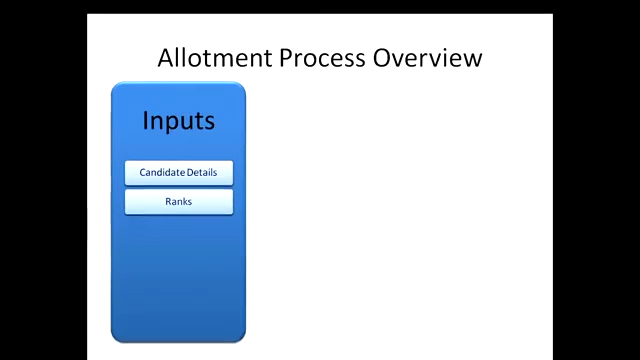 Allotment Process Overview
Inputs
Candidate Details
Ranks